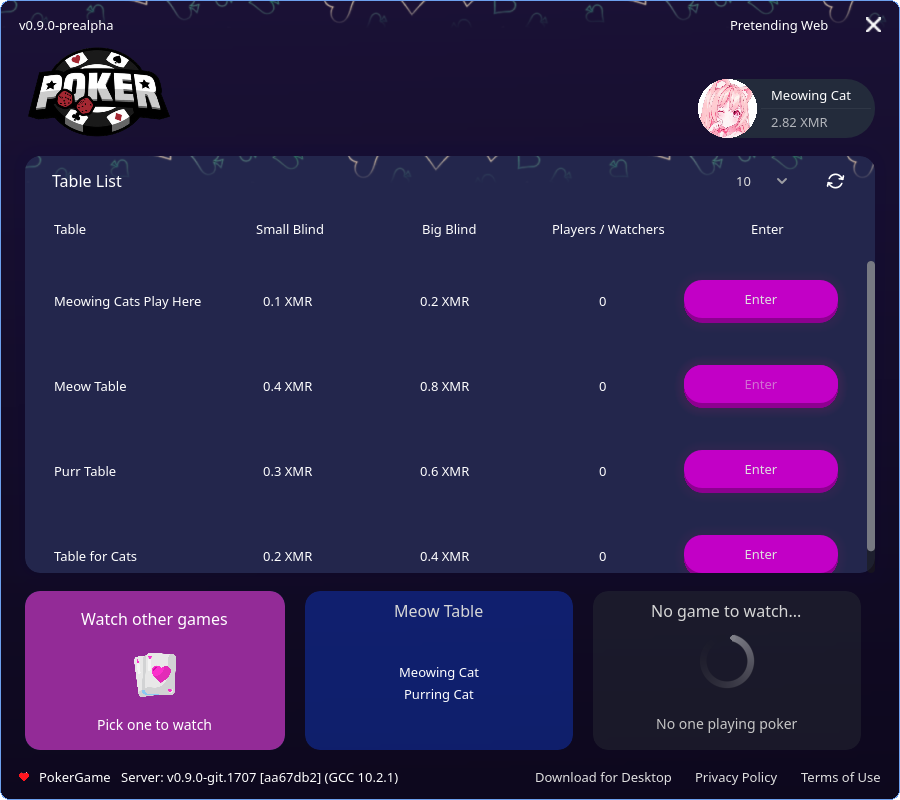 v0.9.0-prealpha
Pretending Web
POKER
Meowing Cat
2.82 XMR
Table List
10
Table Small Blind Big Blind Players / Watchers Enter
Meowing Cats Play Here 0.1 XMR 0.2 XMR 0 Enter
Meow Table 0.4 XMR 0.8 XMR 0 Enter
Purr Table 0.3 XMR 0.6 XMR 0 Enter
Table for Cats 0.2 XMR 0.4 XMR 0 Enter
Watch other games
Pick one to watch
Meow Table
Meowing Cat
Purring Cat
No game to watch...
No one playing poker
PokerGame Server: v0.9.0-git.1707 [aa67db2] (GCC 10.2.1) Download for Desktop Privacy Policy Terms of Use